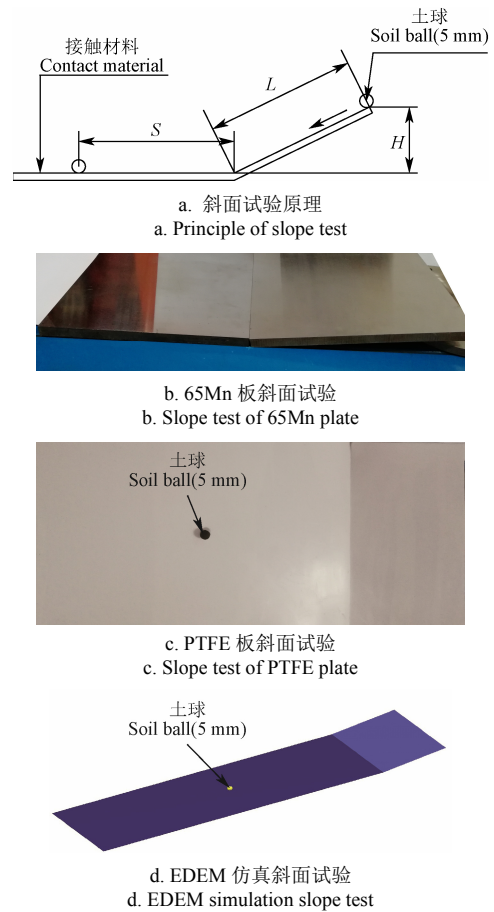 土球
Soil ball(5 mm)
接触材料
Contact material
L
S
H
a. 斜面试验原理
a. Principle of slope test
b. 65Mn 板斜面试验
b. Slope test of 65Mn plate
土球
Soil ball(5 mm)
c. PTFE 板斜面试验
c. Slope test of PTFE plate
土球
Soil ball(5 mm)
d. EDEM 仿真斜面试验
d. EDEM simulation slope test